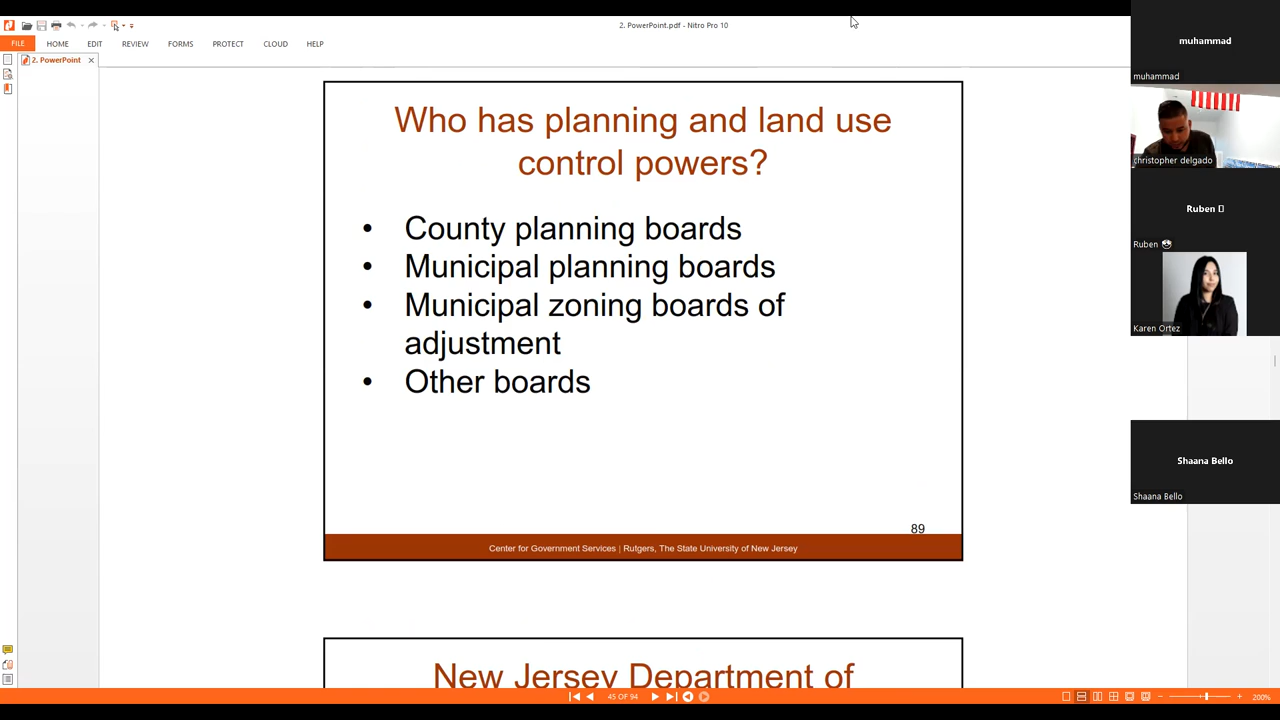 2. PowerPoint.pdf - Nitro Pro 10
FILE HOME EDIT REVIEW FORMS PROTECT CLOUD HELP
2. PowerPoint
Who has planning and land use
control powers?
• County planning boards
• Municipal planning boards
• Municipal zoning boards of
adjustment
• Other boards
89
Center for Government Services | Rutgers, The State University of New Jersey
New Jersey Department of
45 OF 94
200%
muhammad
muhammad
christopher delgado
Ruben
Ruben
Karen Ortez
Shaana Bello
Shaana Bello